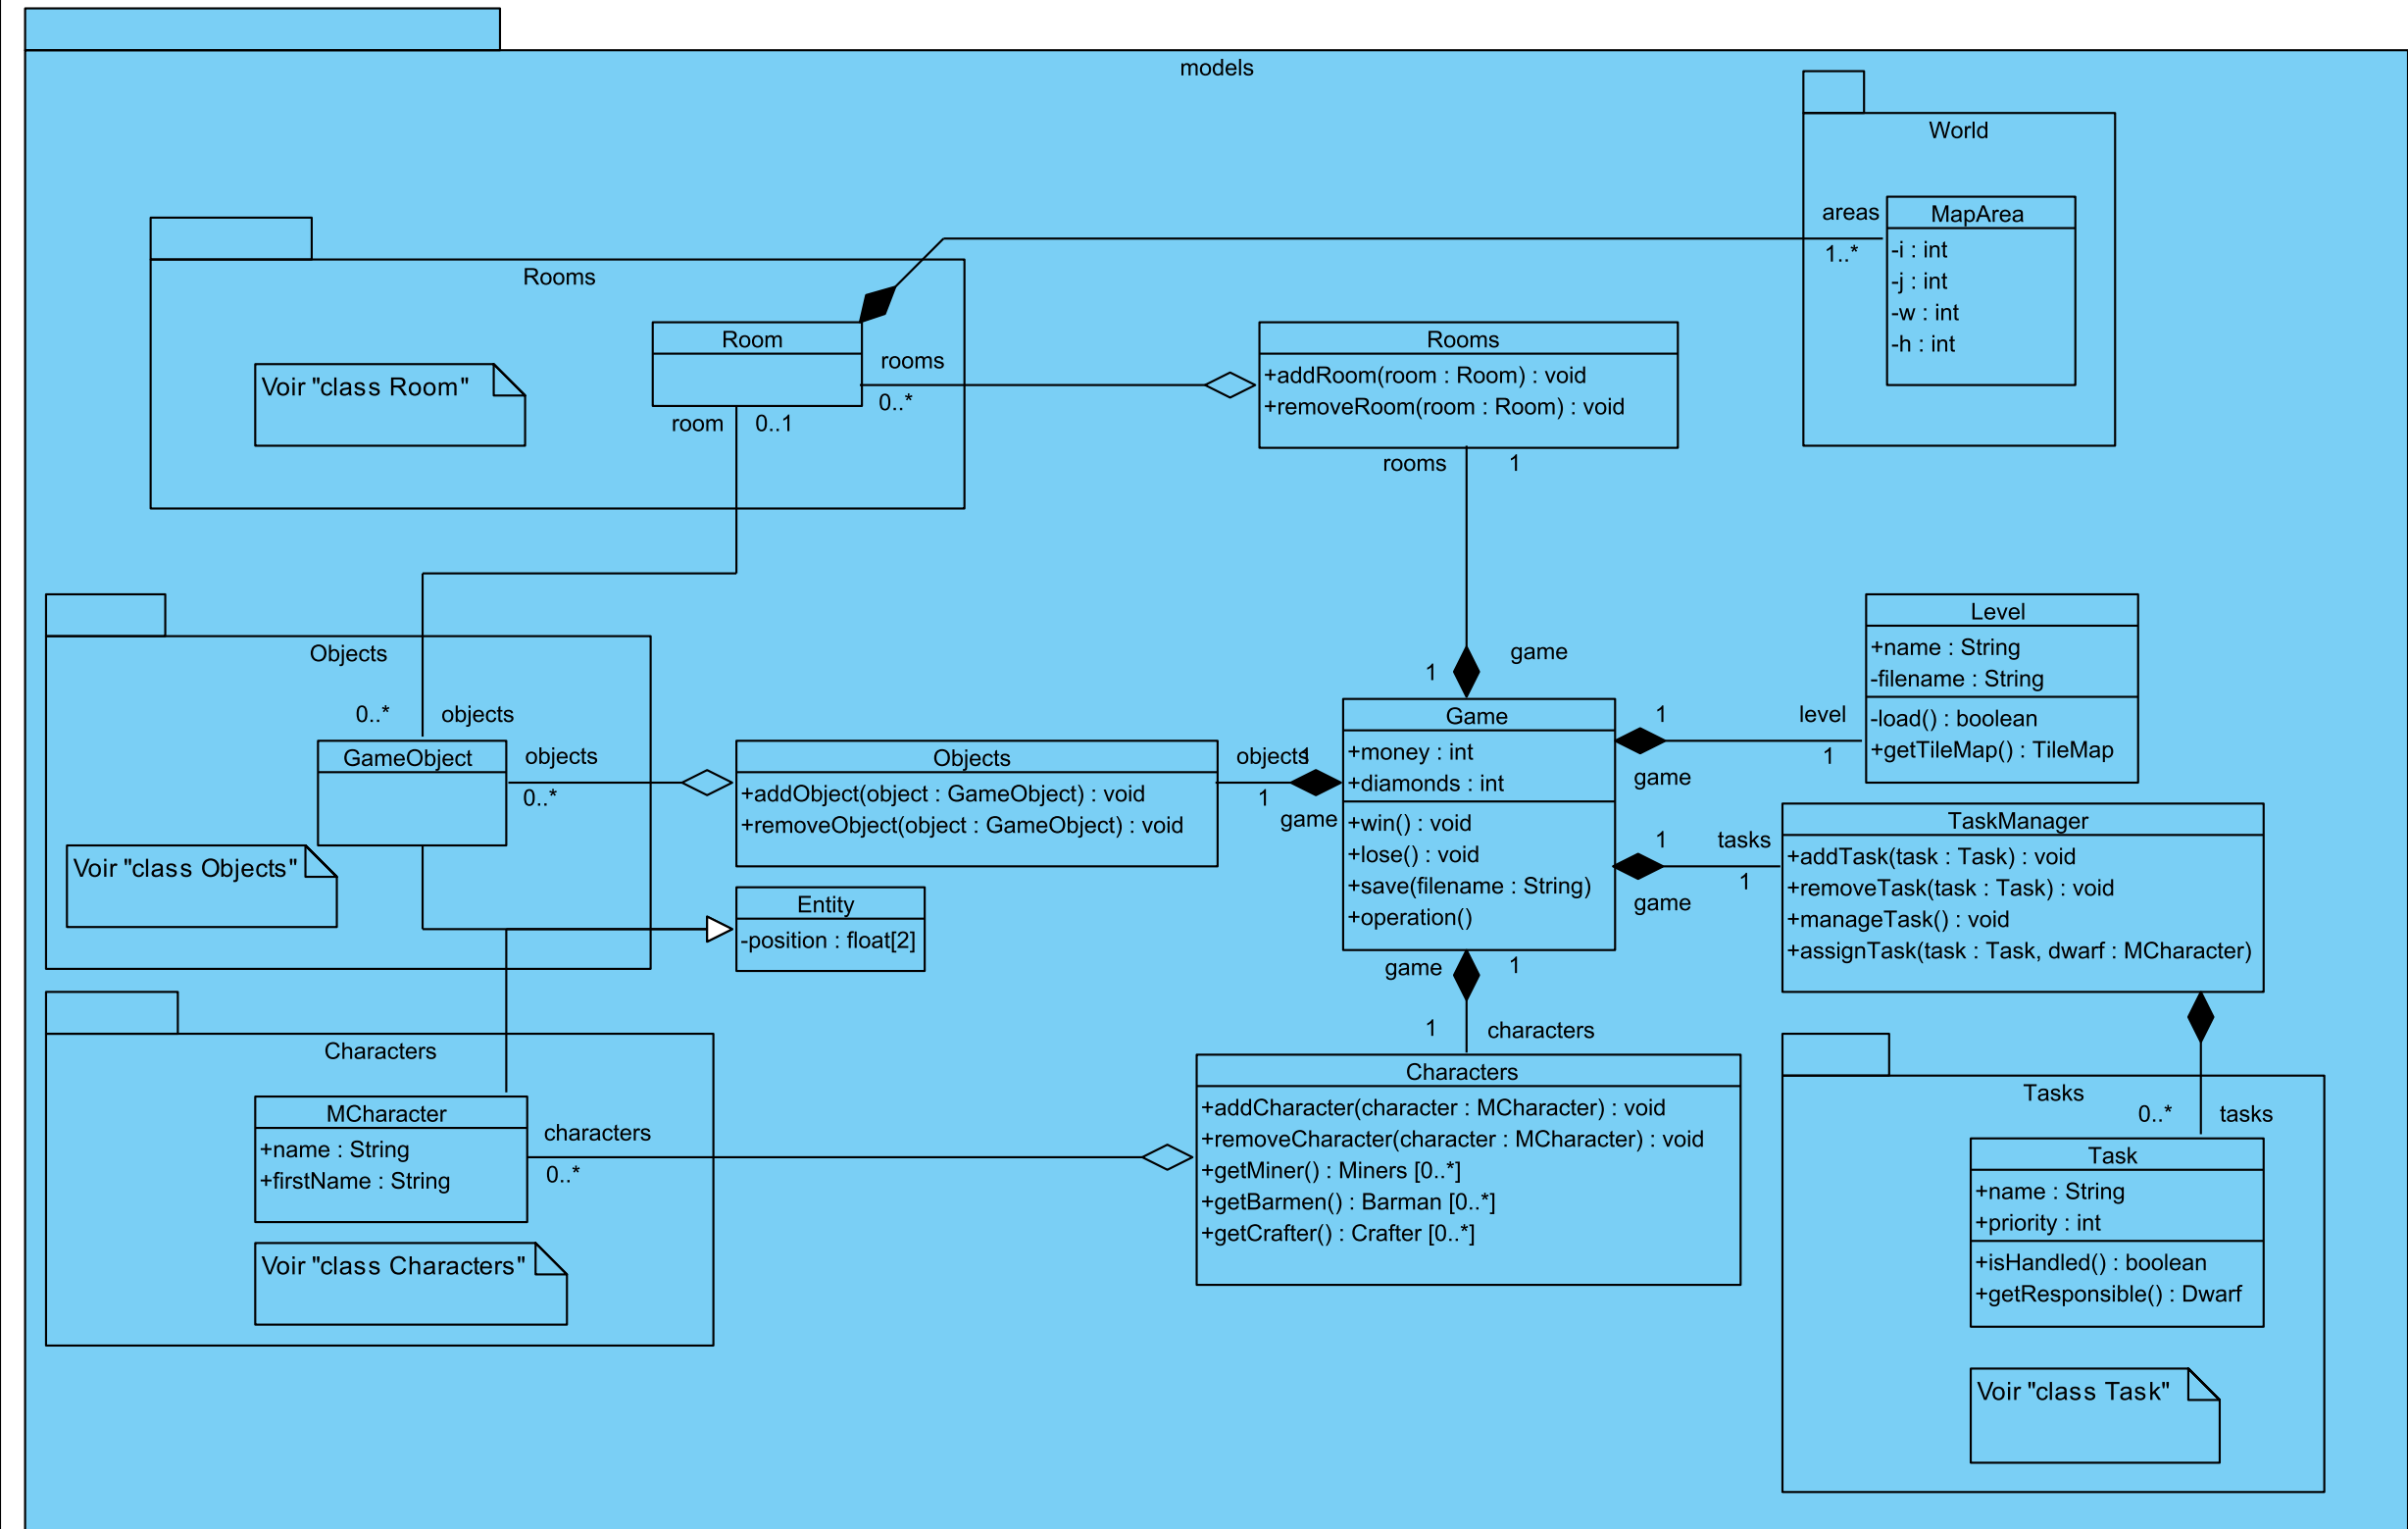 models
World
areas
1..*
MapArea
-i : int
-j : int
-w : int
-h : int
Rooms
Room
Voir "class Room"
rooms
0..*
room
0..1
Rooms
+addRoom(room : Room) : void
+removeRoom(room : Room) : void
rooms
1
game
1
Objects
0..*
objects
GameObject
objects
0..*
Voir "class Objects"
Objects
+addObject(object : GameObject) : void
+removeObject(object : GameObject) : void
objects
1
1
game
Entity
-position : float[2]
Game
+money : int
+diamonds : int
+win() : void
+lose() : void
+save(filename : String)
+operation()
1
level
game
1
Level
+name : String
-filename : String
-load() : boolean
+getTileMap() : TileMap
1
tasks
game
1
TaskManager
+addTask(task : Task) : void
+removeTask(task : Task) : void
+manageTask() : void
+assignTask(task : Task, dwarf : MCharacter)
game
1
1
characters
Characters
MCharacter
+name : String
+firstName : String
characters
0..*
Voir "class Characters"
Characters
+addCharacter(character : MCharacter) : void
+removeCharacter(character : MCharacter) : void
+getMiner() : Miners [0..*]
+getBarmen() : Barman [0..*]
+getCrafter() : Crafter [0..*]
Tasks
0..*
tasks
Task
+name : String
+priority : int
+isHandled() : boolean
+getResponsible() : Dwarf
Voir "class Task"